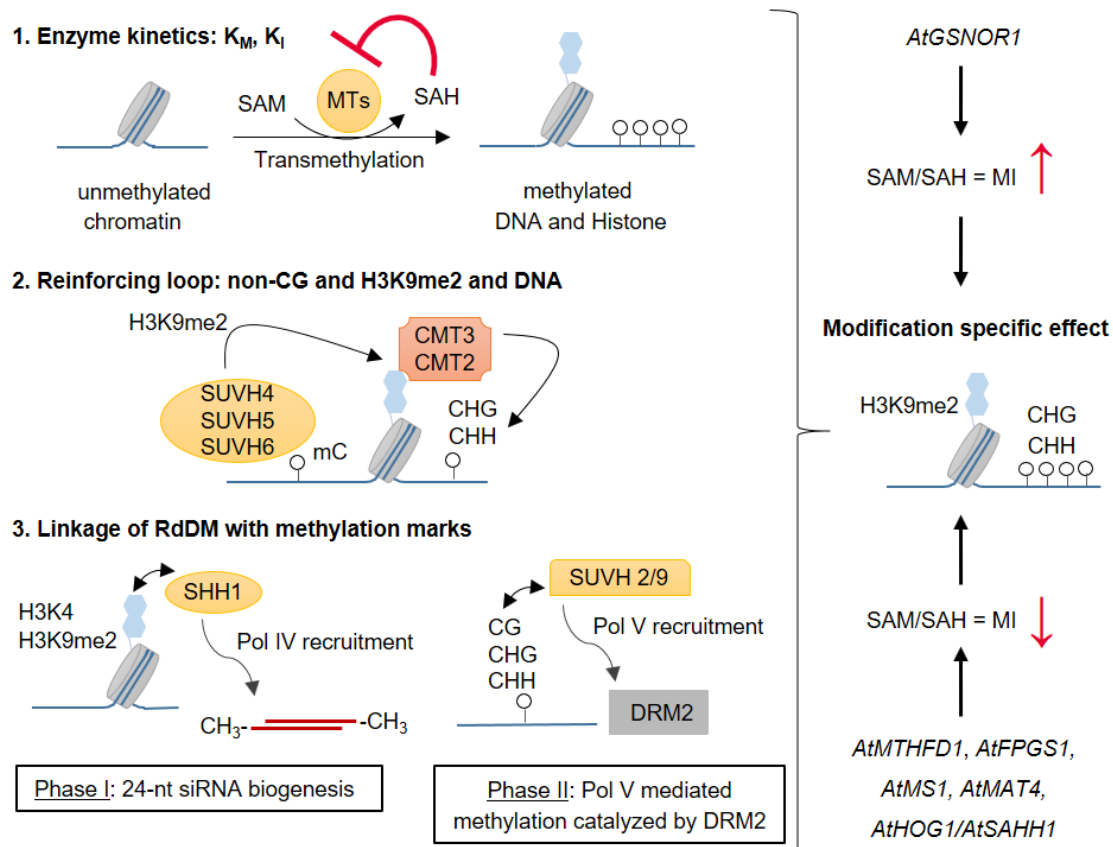 1. Enzyme kinetics: KM, KI
SAM
MTs
SAH
Transmethylation
unmethylated
chromatin
methylated
DNA and Histone
2. Reinforcing loop: non-CG and H3K9me2 and DNA
H3K9me2
CMT3
CMT2
SUVH4
SUVH5
SUVH6
mC
CHG
CHH
3. Linkage of RdDM with methylation marks
SHH1
H3K4
H3K9me2
Pol IV recruitment
CH3-
-CH3
Phase I: 24-nt siRNA biogenesis
SUVH 2/9
CG
CHG
CHH
Pol V recruitment
DRM2
Phase II: Pol V mediated
methylation catalyzed by DRM2
AtGSNOR1
SAM/SAH = MI
Modification specific effect
H3K9me2
CHG
CHH
SAM/SAH = MI
AtMTHFD1, AtFPGS1,
AtMS1, AtMAT4,
AtHOG1/AtSAHH1